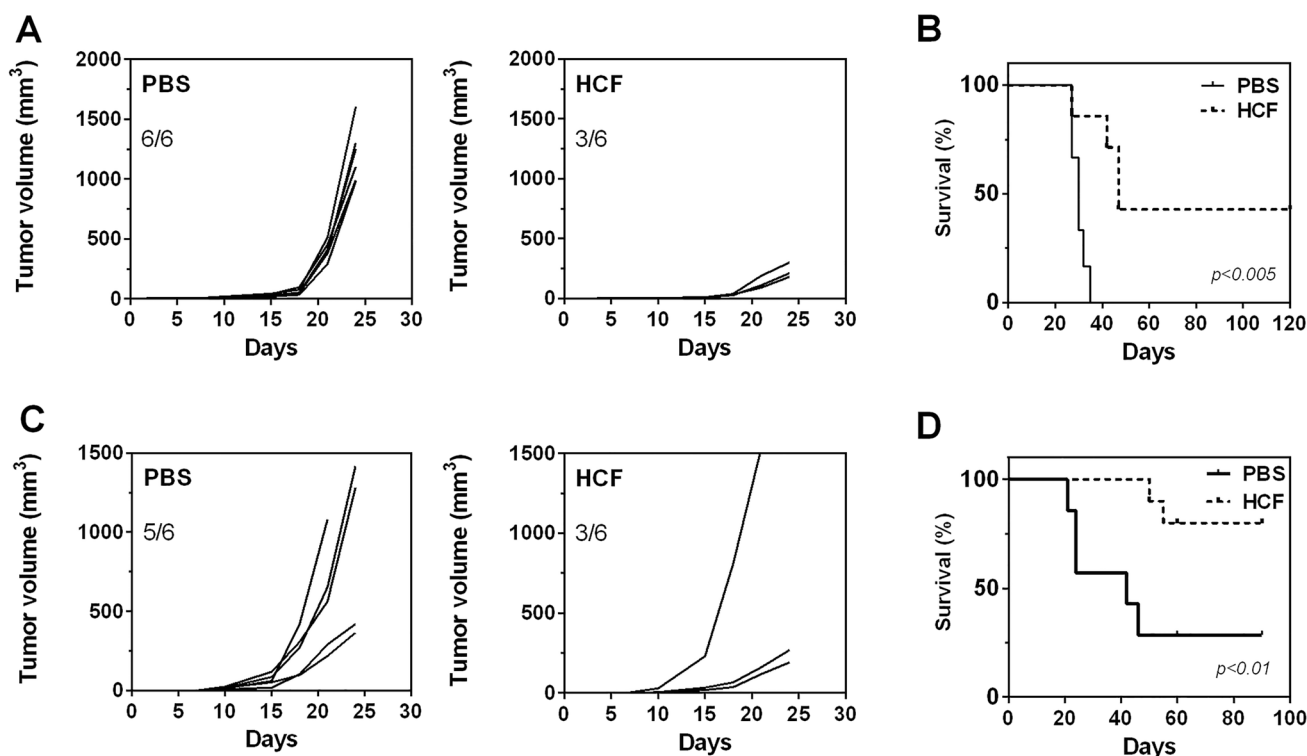 A
Tumor volume (mm³)
2000
1500
1000
500
0
PBS
6/6
0 5 10 15 20 25 30
Days
Tumor volume (mm³)
2000
1500
1000
500
0
HCF
3/6
0 5 10 15 20 25 30
Days
B
Survival (%)
100
50
0
PBS
HCF
p<0.005
0 20 40 60 80 100 120
Days
C
Tumor volume (mm³)
1500
1000
500
0
PBS
5/6
0 5 10 15 20 25 30
Days
Tumor volume (mm³)
1500
1000
500
0
HCF
3/6
0 5 10 15 20 25 30
Days
D
Survival (%)
100
50
0
PBS
HCF
p<0.01
0 20 40 60 80 100
Days